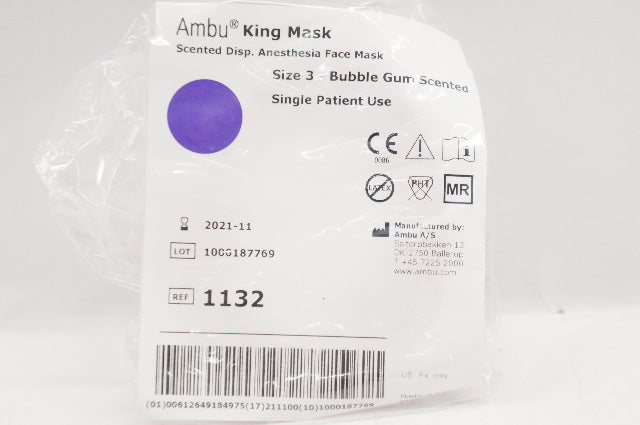 Ambu® King Mask
Scented Disp. Anesthesia Face Mask
Size 3 - Bubble Gum Scented
Single Patient Use
CE
0086
LATEX PHT MR
2021-11
LOT 1000187769
Manufactured by:
Ambu A/S
Baltorpbakken 13
DK-2750 Ballerup
T +45 7225 2000
www.ambu.com
REF 1132
US: Rx only
(01)00612649184975(17)211100(10)1000187769